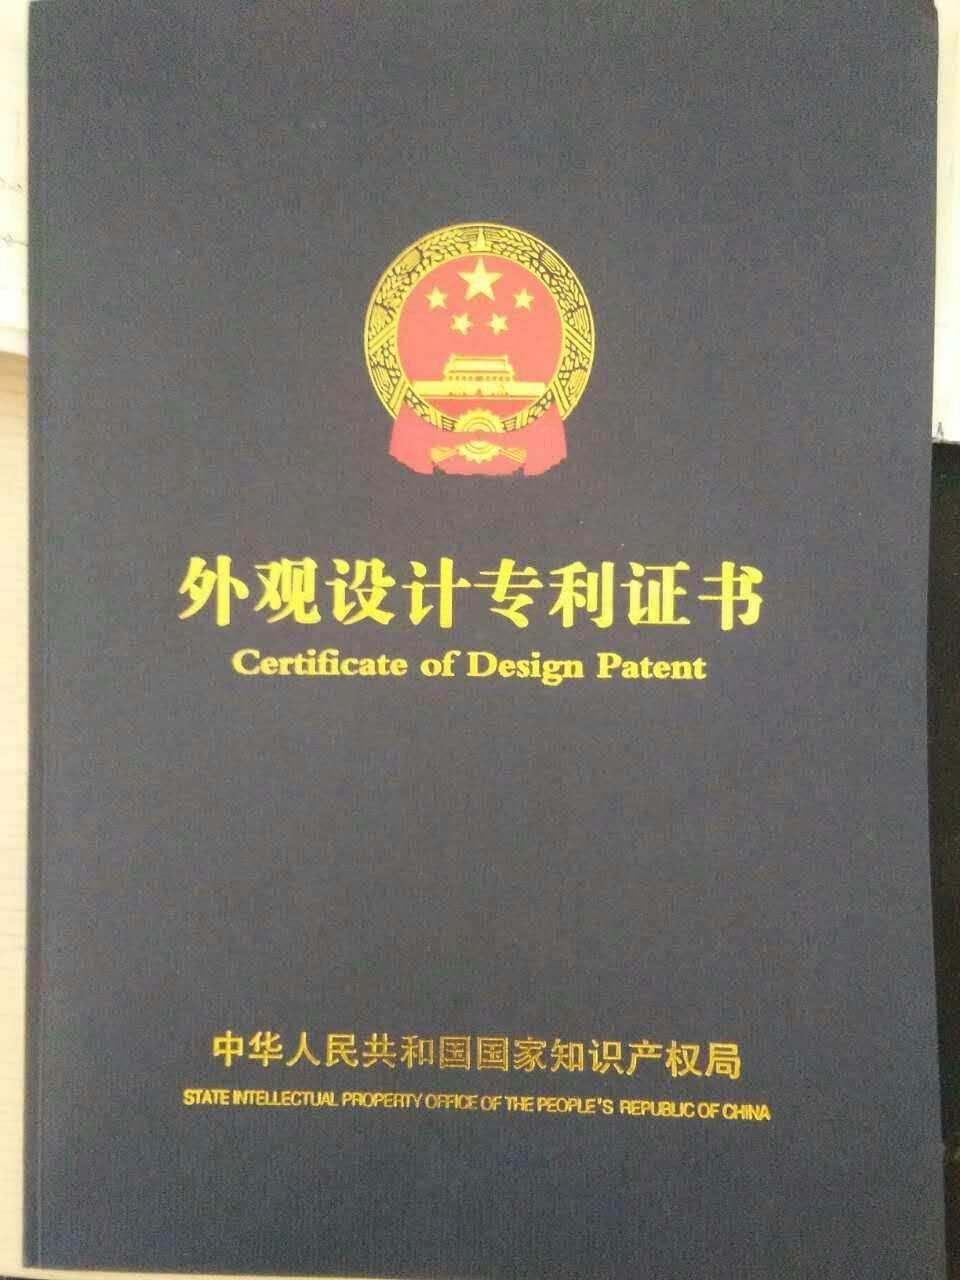 外观设计专利证书
Certificate of Design Patent
中华人民共和国国家知识产权局
STATE INTELLECTUAL PROPERTY OFFICE OF THE PEOPLE'S REPUBLIC OF CHINA